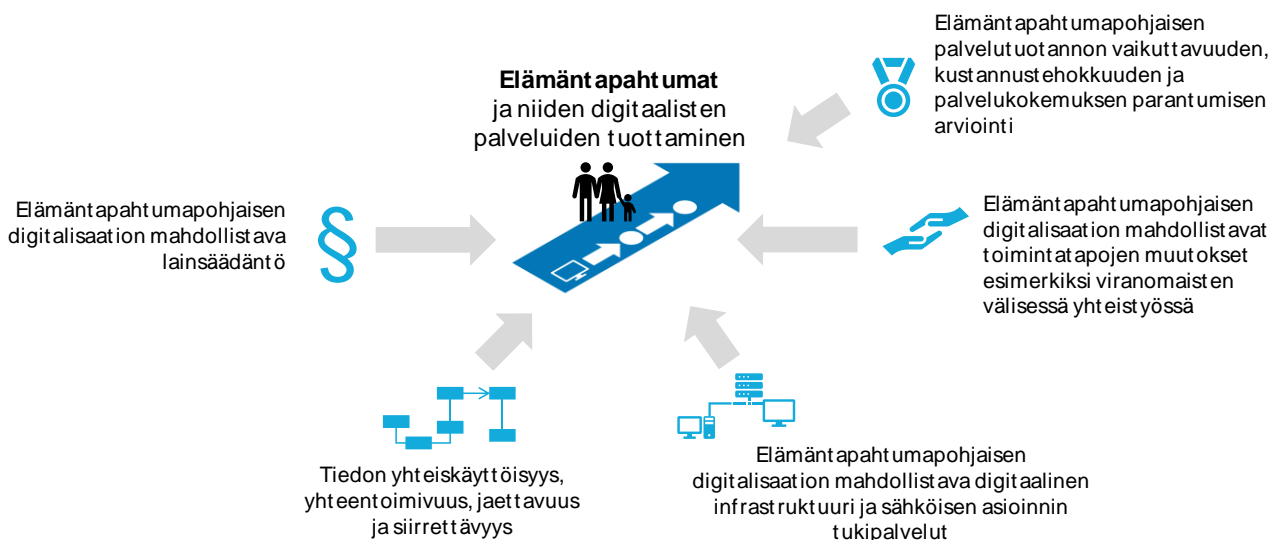 Elämäntapahtumapohjaisen
palvelutuotannon vaikuttavuuden,
kustannustehokkuuden ja
palvelukokemuksen parantumisen
arviointi
Elämäntapahtumat
ja niiden digitaalisten
palveluiden tuottaminen
Elämäntapahtumapohjaisen
digitalisaation mahdollistava
lainsäädäntö
§
Elämäntapahtumapohjaisen
digitalisaation mahdollistavat
toimintatapojen muutokset
esimerkiksi viranomaisten
välisessä yhteistyössä
Tiedon yhteiskäyttöisyys,
yhteentoimivuus, jaettavuus
ja siirrettävyys
Elämäntapahtumapohjaisen
digitalisaation mahdollistava digitaalinen
infrastruktuuri ja sähköisen asioinnin
tukipalvelut